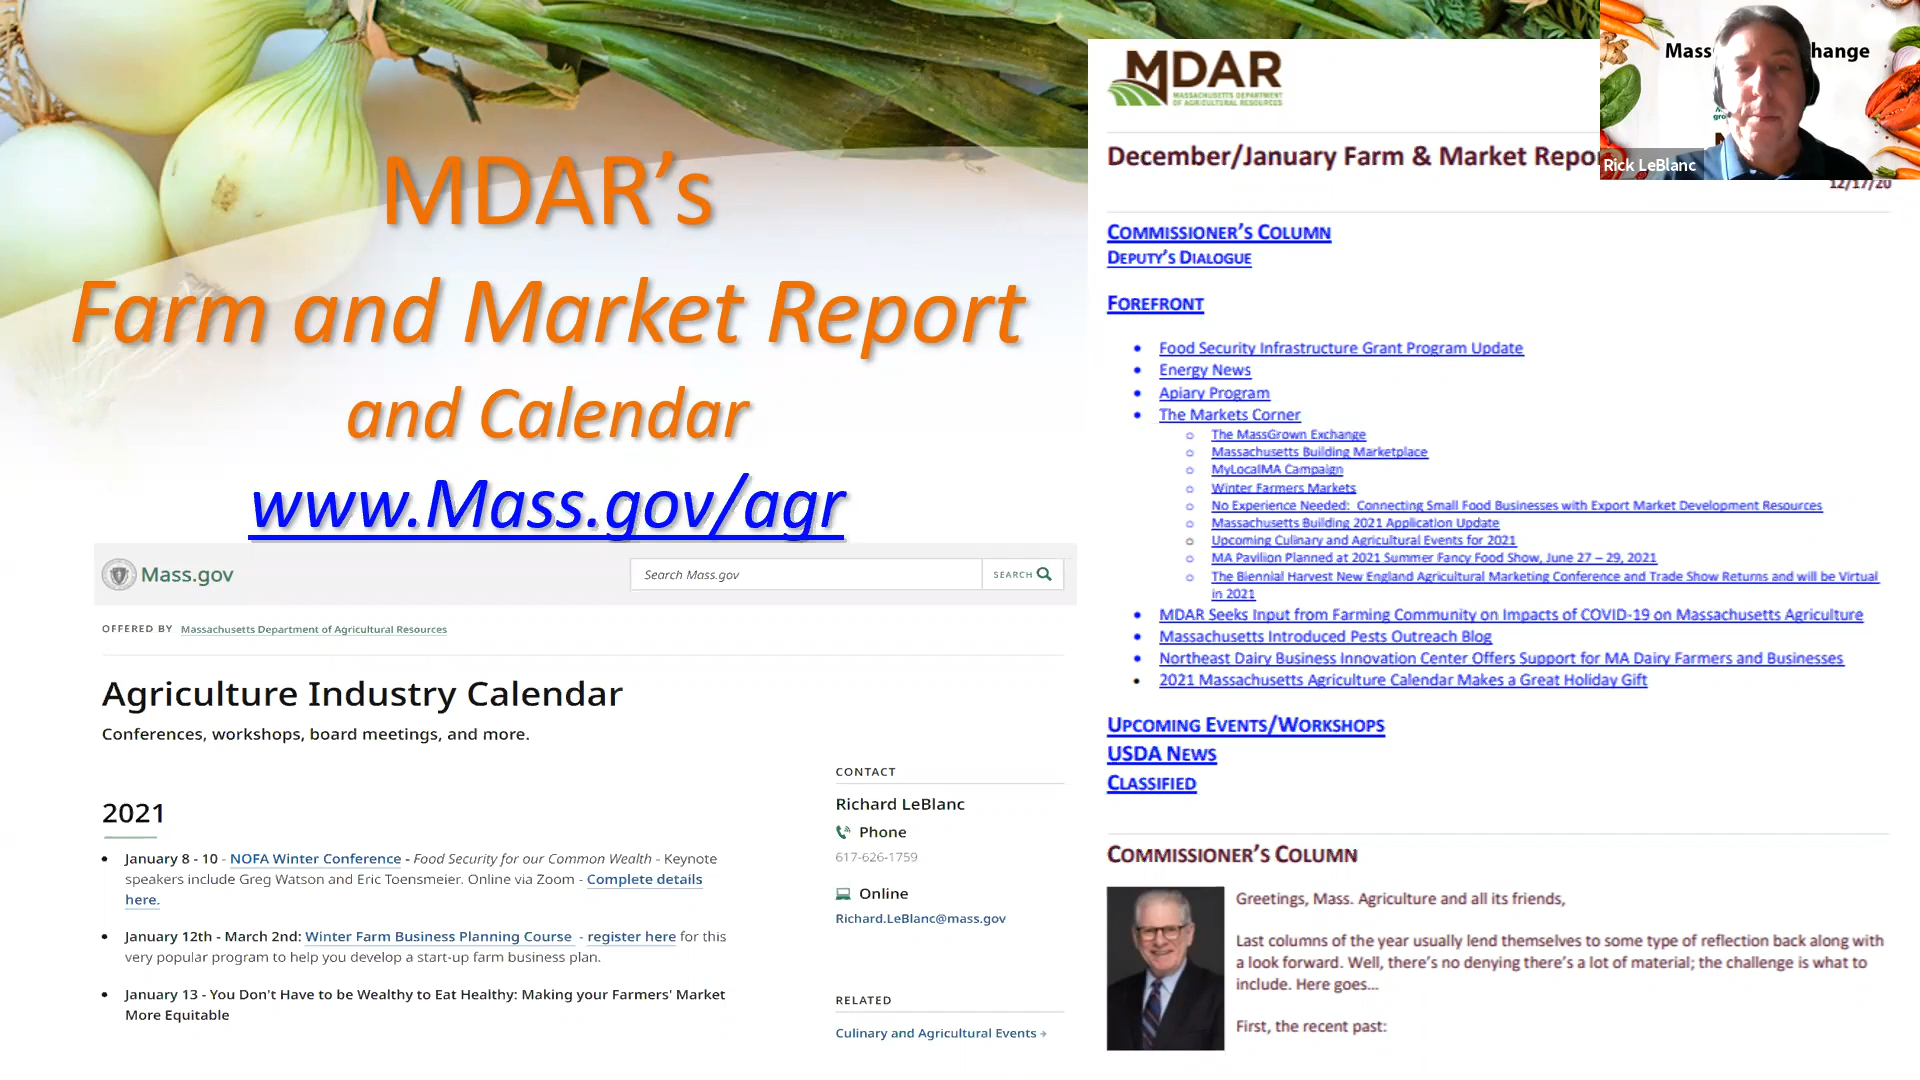 MDAR's
Farm and Market Report
and Calendar
www.Mass.gov/agr
Mass.gov
Search Mass.gov
SEARCH
OFFERED BY Massachusetts Department of Agricultural Resources
Agriculture Industry Calendar
Conferences, workshops, board meetings, and more.
2021
• January 8 - 10 - NOFA Winter Conference - Food Security for our Common Wealth - Keynote
speakers include Greg Watson and Eric Toensmeier. Online via Zoom - Complete details
here.
• January 12th - March 2nd: Winter Farm Business Planning Course - register here for this
very popular program to help you develop a start-up farm business plan.
• January 13 - You Don't Have to be Wealthy to Eat Healthy: Making your Farmers' Market
More Equitable
CONTACT
Richard LeBlanc
Phone
617-626-1759
Online
Richard.LeBlanc@mass.gov
RELATED
Culinary and Agricultural Events
MDAR
MASSACHUSETTS DEPARTMENT
OF AGRICULTURAL RESOURCES
December/January Farm & Market Repo
12/17/20
COMMISSIONER'S COLUMN
DEPUTY'S DIALOGUE
FOREFRONT
• Food Security Infrastructure Grant Program Update
• Energy News
• Apiary Program
• The Markets Corner
○ The MassGrown Exchange
○ Massachusetts Building Marketplace
○ MyLocalMA Campaign
○ Winter Farmers Markets
○ No Experience Needed: Connecting Small Food Businesses with Export Market Development Resources
○ Massachusetts Building 2021 Application Update
○ Upcoming Culinary and Agricultural Events for 2021
○ MA Pavilion Planned at 2021 Summer Fancy Food Show, June 27 – 29, 2021
○ The Biennial Harvest New England Agricultural Marketing Conference and Trade Show Returns and will be Virtual
in 2021
• MDAR Seeks Input from Farming Community on Impacts of COVID-19 on Massachusetts Agriculture
• Massachusetts Introduced Pests Outreach Blog
• Northeast Dairy Business Innovation Center Offers Support for MA Dairy Farmers and Businesses
• 2021 Massachusetts Agriculture Calendar Makes a Great Holiday Gift
UPCOMING EVENTS/WORKSHOPS
USDA NEWS
CLASSIFIED
COMMISSIONER'S COLUMN
Greetings, Mass. Agriculture and all its friends,
Last columns of the year usually lend themselves to some type of reflection back along with
a look forward. Well, there's no denying there's a lot of material; the challenge is what to
include. Here goes...
First, the recent past:
Mass hange
Rick LeBlanc